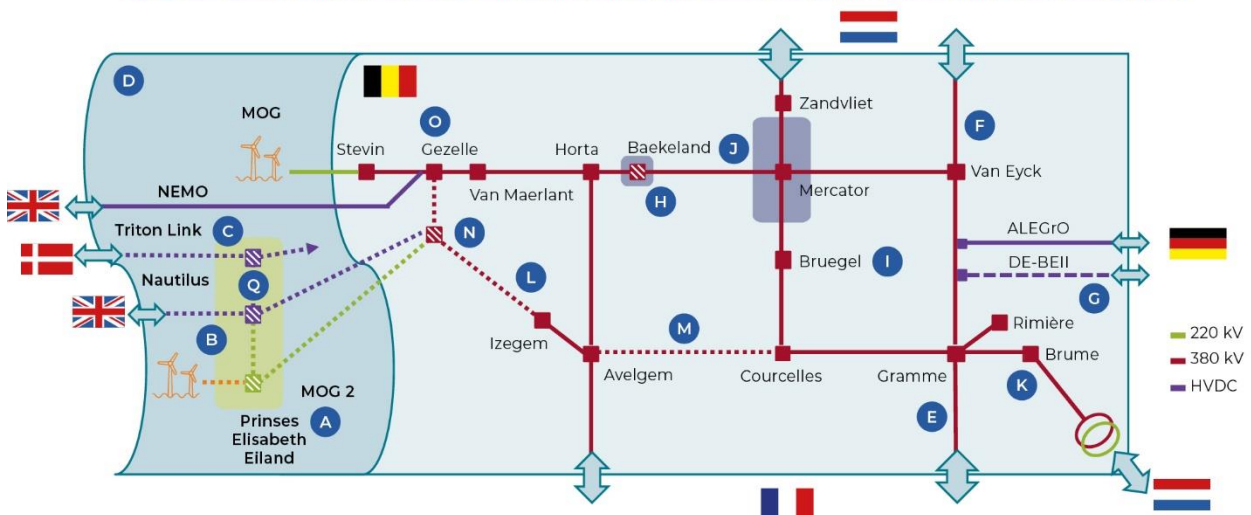 D
MOG
O
Stevin
Gezelle
Van Maerlant
Horta
Baekeland
J
H
Zandvliet
Mercator
F
Van Eyck
NEMO
Triton Link
C
Nautilus
Q
N
L
B
MOG 2
A
Prinses
Elisabeth
Eiland
Izegem
Avelgem
M
Bruegel
I
Courcelles
Gramme
ALEGrO
DE-BEII
G
Rimière
Brume
K
E
220 kV
380 kV
HVDC